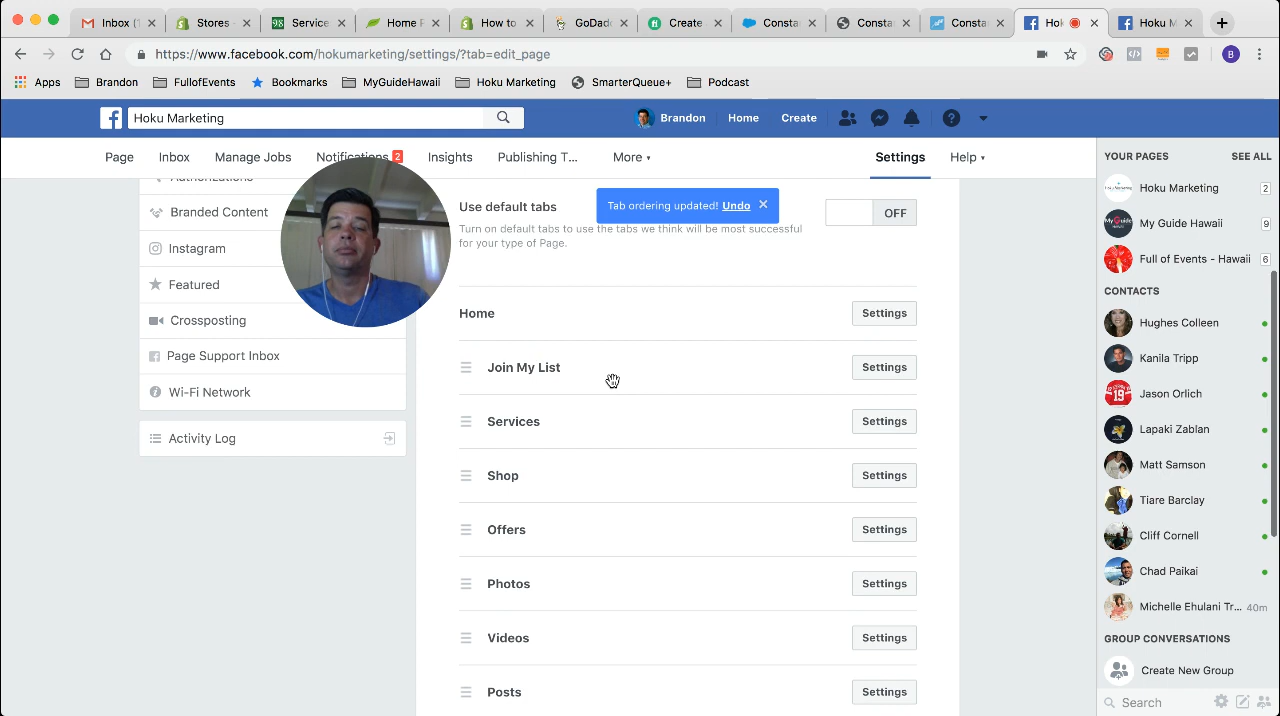 Inbox (
Stores -
Service
Home F
How to
GoDadd
Create
Consta
Consta
Consta
Hok
Hoku M
https://www.facebook.com/hokumarketing/settings/?tab=edit_page
B
Apps
Brandon
FullofEvents
Bookmarks
MyGuideHawaii
Hoku Marketing
SmarterQueue+
Podcast
Hoku Marketing
Brandon
Home
Create
Page
Inbox
Manage Jobs
Notifications 2
Insights
Publishing T...
More
Settings
Help
Branded Content
Instagram
Featured
Crossposting
Page Support Inbox
Wi-Fi Network
Activity Log
Tab ordering updated! Undo
Use default tabs
OFF
Turn on default tabs to use the tabs we think are most successful
for your type of Page.
Home
Settings
Join My List
Settings
Services
Settings
Shop
Settings
Offers
Settings
Photos
Settings
Videos
Settings
Posts
Settings
YOUR PAGES
SEE ALL
Hoku Marketing
2
My Guide Hawaii
9
Full of Events - Hawaii
6
CONTACTS
Hughes Colleen
Karl Tripp
Jason Orlich
Lapaki Zablan
Matt Samson
Tiare Barclay
Cliff Cornell
Chad Paikai
Michelle Ehulani Tr... 40m
GROUP CONVERSATIONS
Create New Group
Search